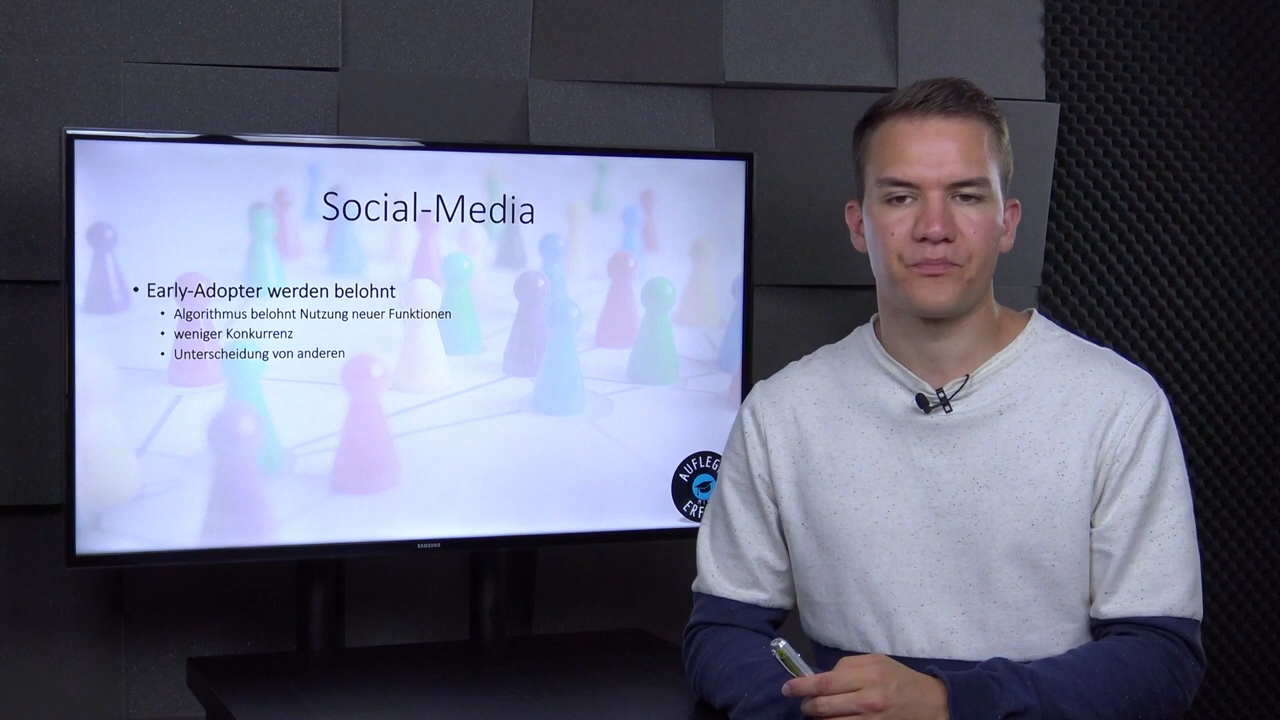 Social-Media
• Early-Adopter werden belohnt
• Algorithmus belohnt Nutzung neuer Funktionen
• weniger Konkurrenz
• Unterscheidung von anderen
SAMSUNG